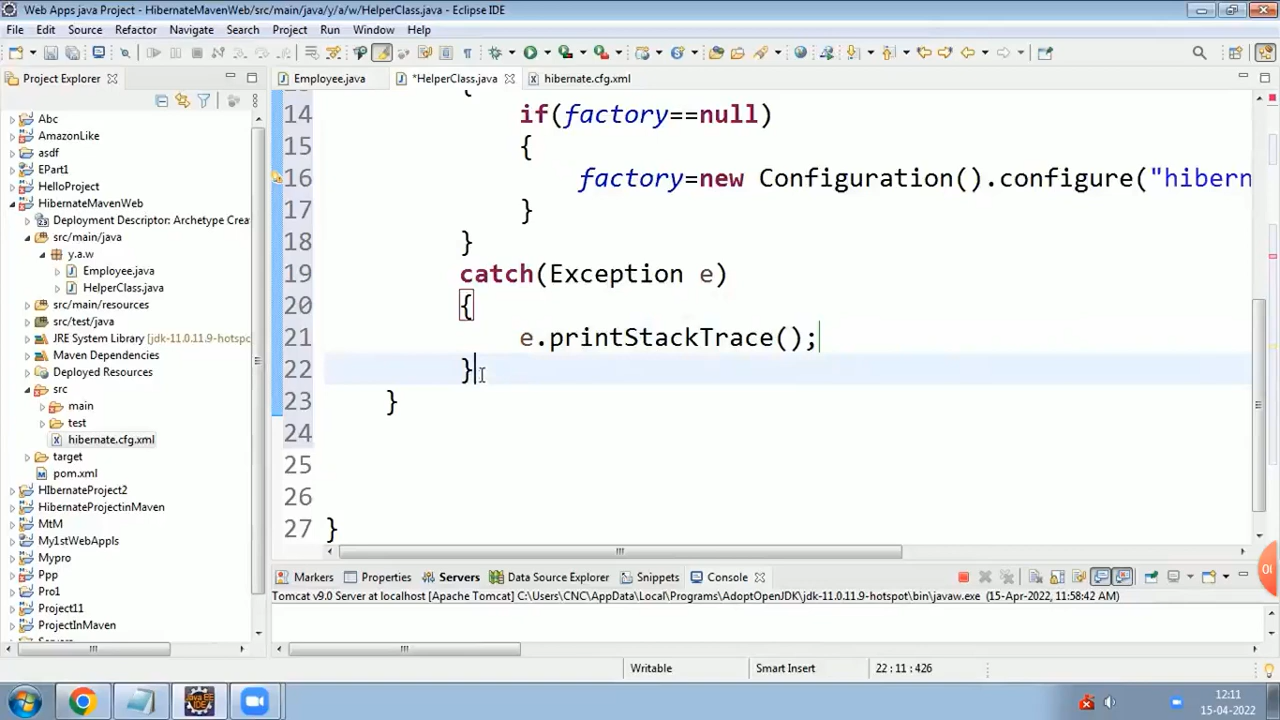 Web Apps java Project - HibernateMavenWeb/src/main/java/y/a/w/HelperClass.java - Eclipse IDE
File Edit Source Refactor Navigate Search Project Run Window Help
Project Explorer
Employee.java *HelperClass.java hibernate.cfg.xml
Abc
AmazonLike
asdf
EPart1
HelloProject
HibernateMavenWeb
Deployment Descriptor: Archetype Crea
src/main/java
y.a.w
Employee.java
HelperClass.java
src/main/resources
src/test/java
JRE System Library [jdk-11.0.11.9-hotspo
Maven Dependencies
Deployed Resources
src
main
test
hibernate.cfg.xml
target
pom.xml
HIbernateProject2
HibernateProjectinMaven
MtM
My1stWebAppls
Mypro
Ppp
Pro1
Project11
ProjectInMaven
{
14 if(factory==null)
15 {
16 factory=new Configuration().configure("hibern
17 }
18 }
19 catch(Exception e)
20 {
21 e.printStackTrace();
22 }
23 }
24
25
26
27 }
Markers Properties Servers Data Source Explorer Snippets Console
Tomcat v9.0 Server at localhost [Apache Tomcat] C:\Users\CNC\AppData\Local\Programs\AdoptOpenJDK\jdk-11.0.11.9-hotspot\bin\javaw.exe (15-Apr-2022, 11:58:42 AM)
Writable Smart Insert 22 : 11 : 426
Java EE
IDE
12:11
15-04-2022